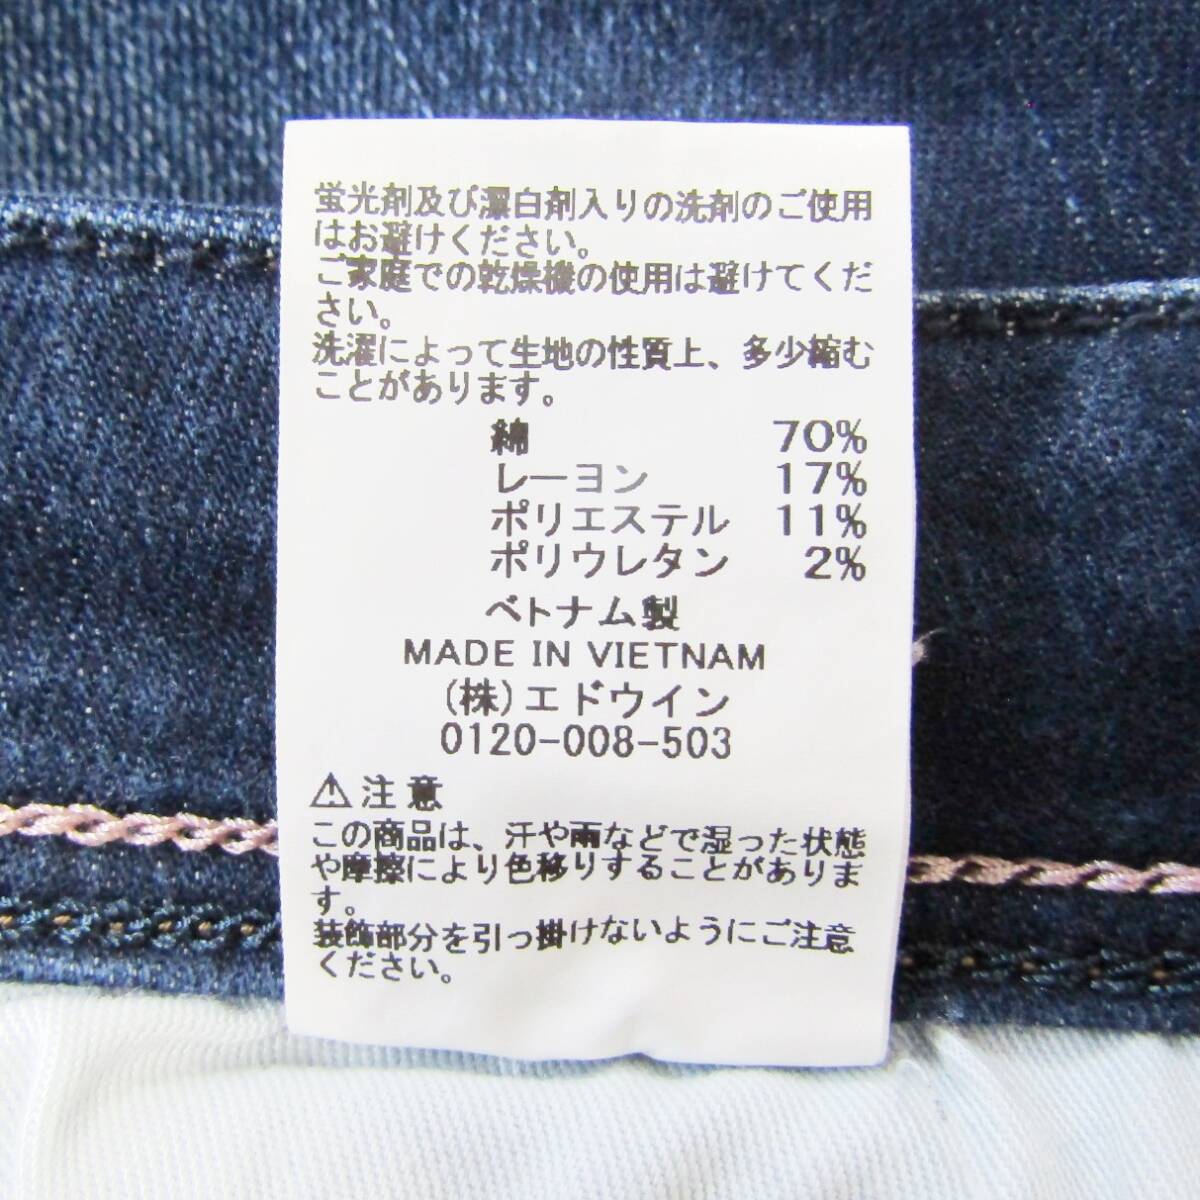 蛍光剤及び漂白剤入りの洗剤のご使用
はお避けください。
ご家庭での乾燥機の使用は避けてくだ
さい。
洗濯によって生地の性質上、多少縮む
ことがあります。
綿 70%
レーヨン 17%
ポリエステル 11%
ポリウレタン 2%
ベトナム製
MADE IN VIETNAM
(株)エドウイン
0120-008-503
⚠注意
この商品は、汗や雨などで湿った状態
や摩擦により色移りすることがありま
す。
装飾部分を引っ掛けないようにご注意
ください。